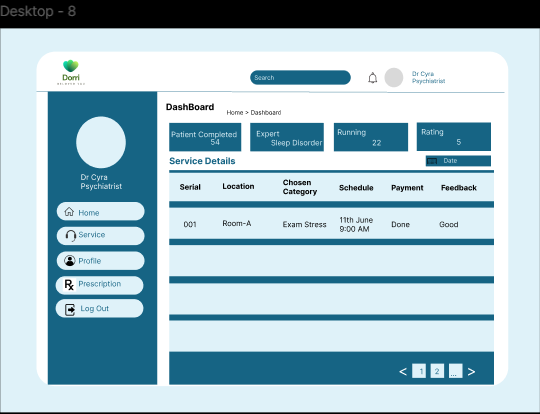 Desktop - 8
Dorri
Search
Dr Cyra
Psychiatrist
DashBoard
Home > Dashboard
Patient Completed
54
Expert
Sleep Disorder
Running
22
Rating
5
Service Details
Date
Dr Cyra
Psychiatrist
Home
Service
Profile
Prescription
Log Out
Serial Location Chosen Category Schedule Payment Feedback
001 Room-A Exam Stress 11th June 9:00 AM Done Good
< 1 2 ... >